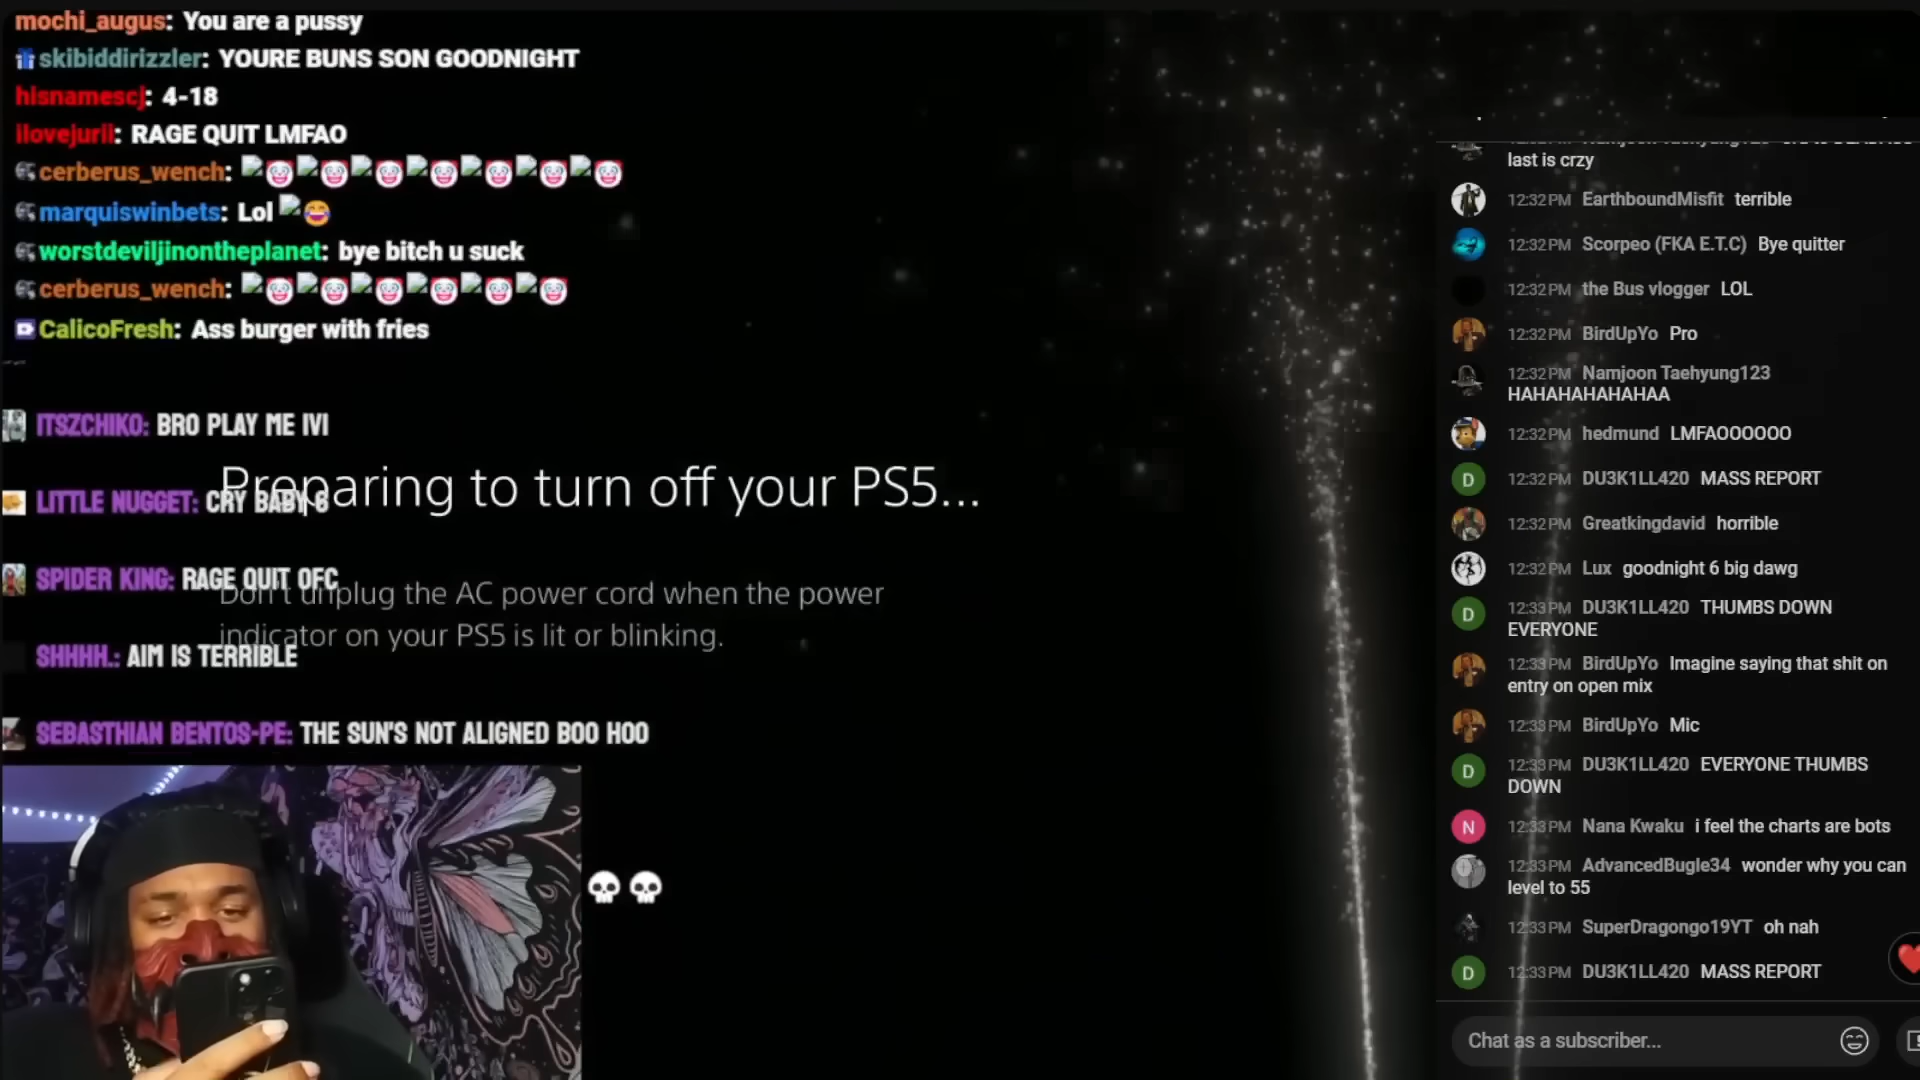 mochi_augus: You are a pussy
skibiddirizzler: YOURE BUNS SON GOODNIGHT
hisnamescj: 4-18
ilovejurii: RAGE QUIT LMFAO
cerberus_wench:
marquiswinbets: Lol
worstdeviljinontheplanet: bye bitch u suck
cerberus_wench:
CalicoFresh: Ass burger with fries
ITSZCHIKO: BRO PLAY ME 1V1
Preparing to turn off your PS5...
LITTLE NUGGET: CRY BABY 6
SPIDER KING: RAGE QUIT OFC
Don't unplug the AC power cord when the power
indicator on your PS5 is lit or blinking.
SHHHH.: AIM IS TERRIBLE
SEBASTHIAN BENTOS-PE: THE SUN'S NOT ALIGNED BOO HOO
last is crzy
12:32 PM EarthboundMisfit terrible
12:32 PM Scorpeo (FKA E.T.C) Bye quitter
12:32 PM the Bus vlogger LOL
12:32 PM BirdUpYo Pro
12:32 PM Namjoon Taehyung123
HAHAHAHAHAHAA
12:32 PM hedmund LMFAOOOOOO
D 12:32 PM DU3K1LL420 MASS REPORT
12:32 PM Greatkingdavid horrible
12:32 PM Lux goodnight 6 big dawg
D 12:33 PM DU3K1LL420 THUMBS DOWN
EVERYONE
12:33 PM BirdUpYo Imagine saying that shit on
entry on open mix
12:33 PM BirdUpYo Mic
D 12:33 PM DU3K1LL420 EVERYONE THUMBS
DOWN
N 12:33 PM Nana Kwaku i feel the charts are bots
12:33 PM AdvancedBugle34 wonder why you can
level to 55
12:33 PM SuperDragongo19YT oh nah
D 12:33 PM DU3K1LL420 MASS REPORT
Chat as a subscriber...